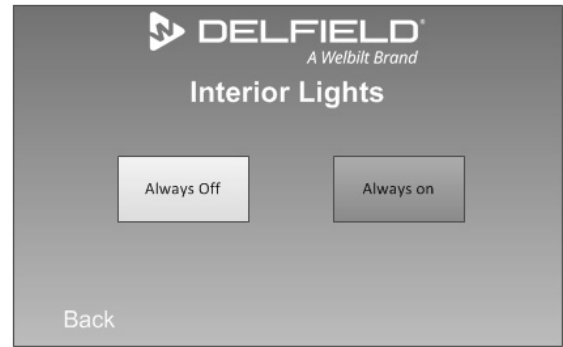 DELFIELD®
A Welbilt Brand
Interior Lights
Always Off
Always on
Back